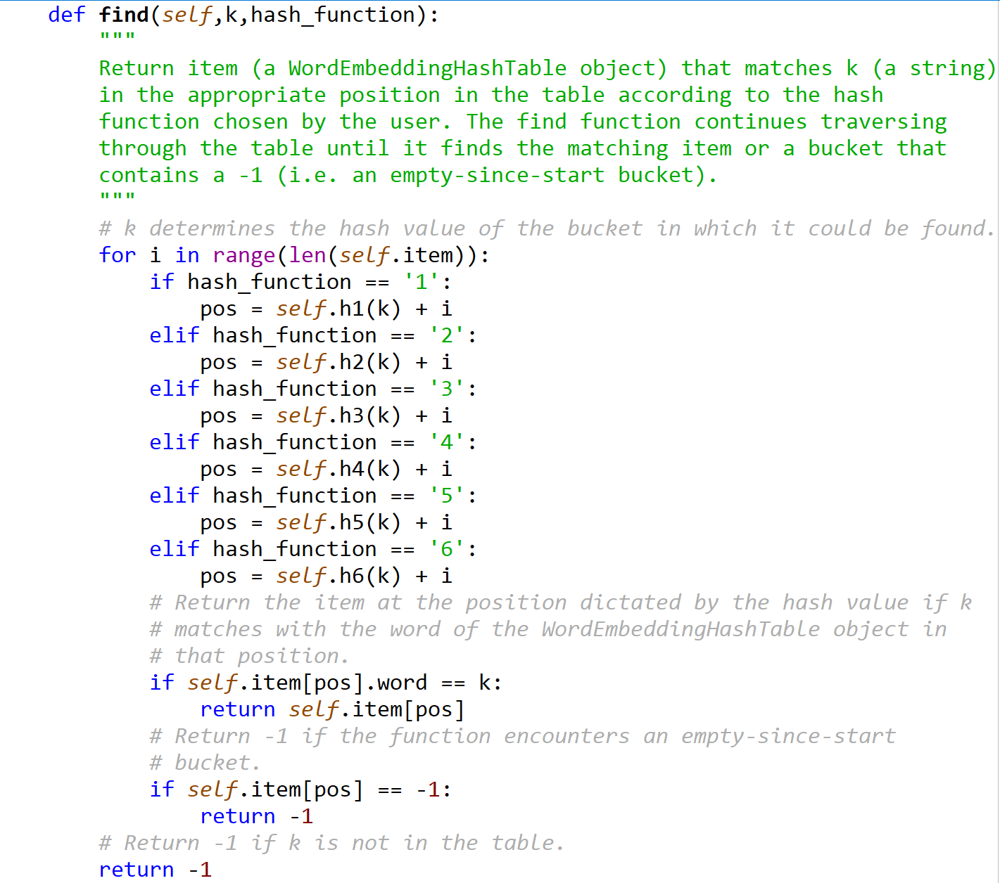 def find(self,k,hash_function):
"""
Return item (a WordEmbeddingHashTable object) that matches k (a string)
in the appropriate position in the table according to the hash
function chosen by the user. The find function continues traversing
through the table until it finds the matching item or a bucket that
contains a -1 (i.e. an empty-since-start bucket).
"""
# k determines the hash value of the bucket in which it could be found.
for i in range(len(self.item)):
if hash_function == '1':
pos = self.h1(k) + i
elif hash_function == '2':
pos = self.h2(k) + i
elif hash_function == '3':
pos = self.h3(k) + i
elif hash_function == '4':
pos = self.h4(k) + i
elif hash_function == '5':
pos = self.h5(k) + i
elif hash_function == '6':
pos = self.h6(k) + i
# Return the item at the position dictated by the hash value if k
# matches with the word of the WordEmbeddingHashTable object in
# that position.
if self.item[pos].word == k:
return self.item[pos]
# Return -1 if the function encounters an empty-since-start
# bucket.
if self.item[pos] == -1:
return -1
# Return -1 if k is not in the table.
return -1